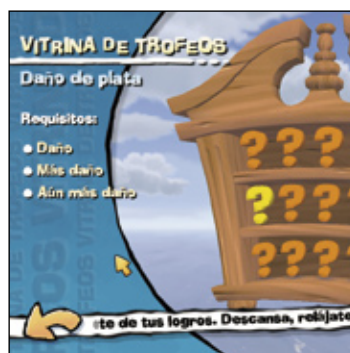 VITRINA DE TROFEOS
Daño de plata
Requisitos:
Daño
Más daño
Aún más daño
? ? ?
? ? ?
? ? ?
te de tus logros. Descansa, relájate